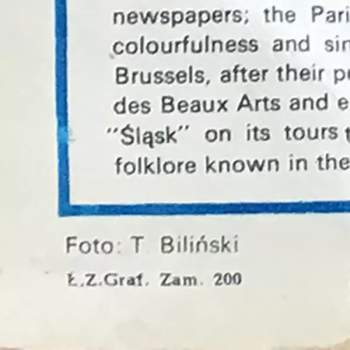 newspapers; the Pari
colourfulness and sin
Brussels, after their p
des Beaux Arts and e
"Śląsk" on its tours
folklore known in the
Foto: T Biliński
Ł.Z.Graf. Zam. 200